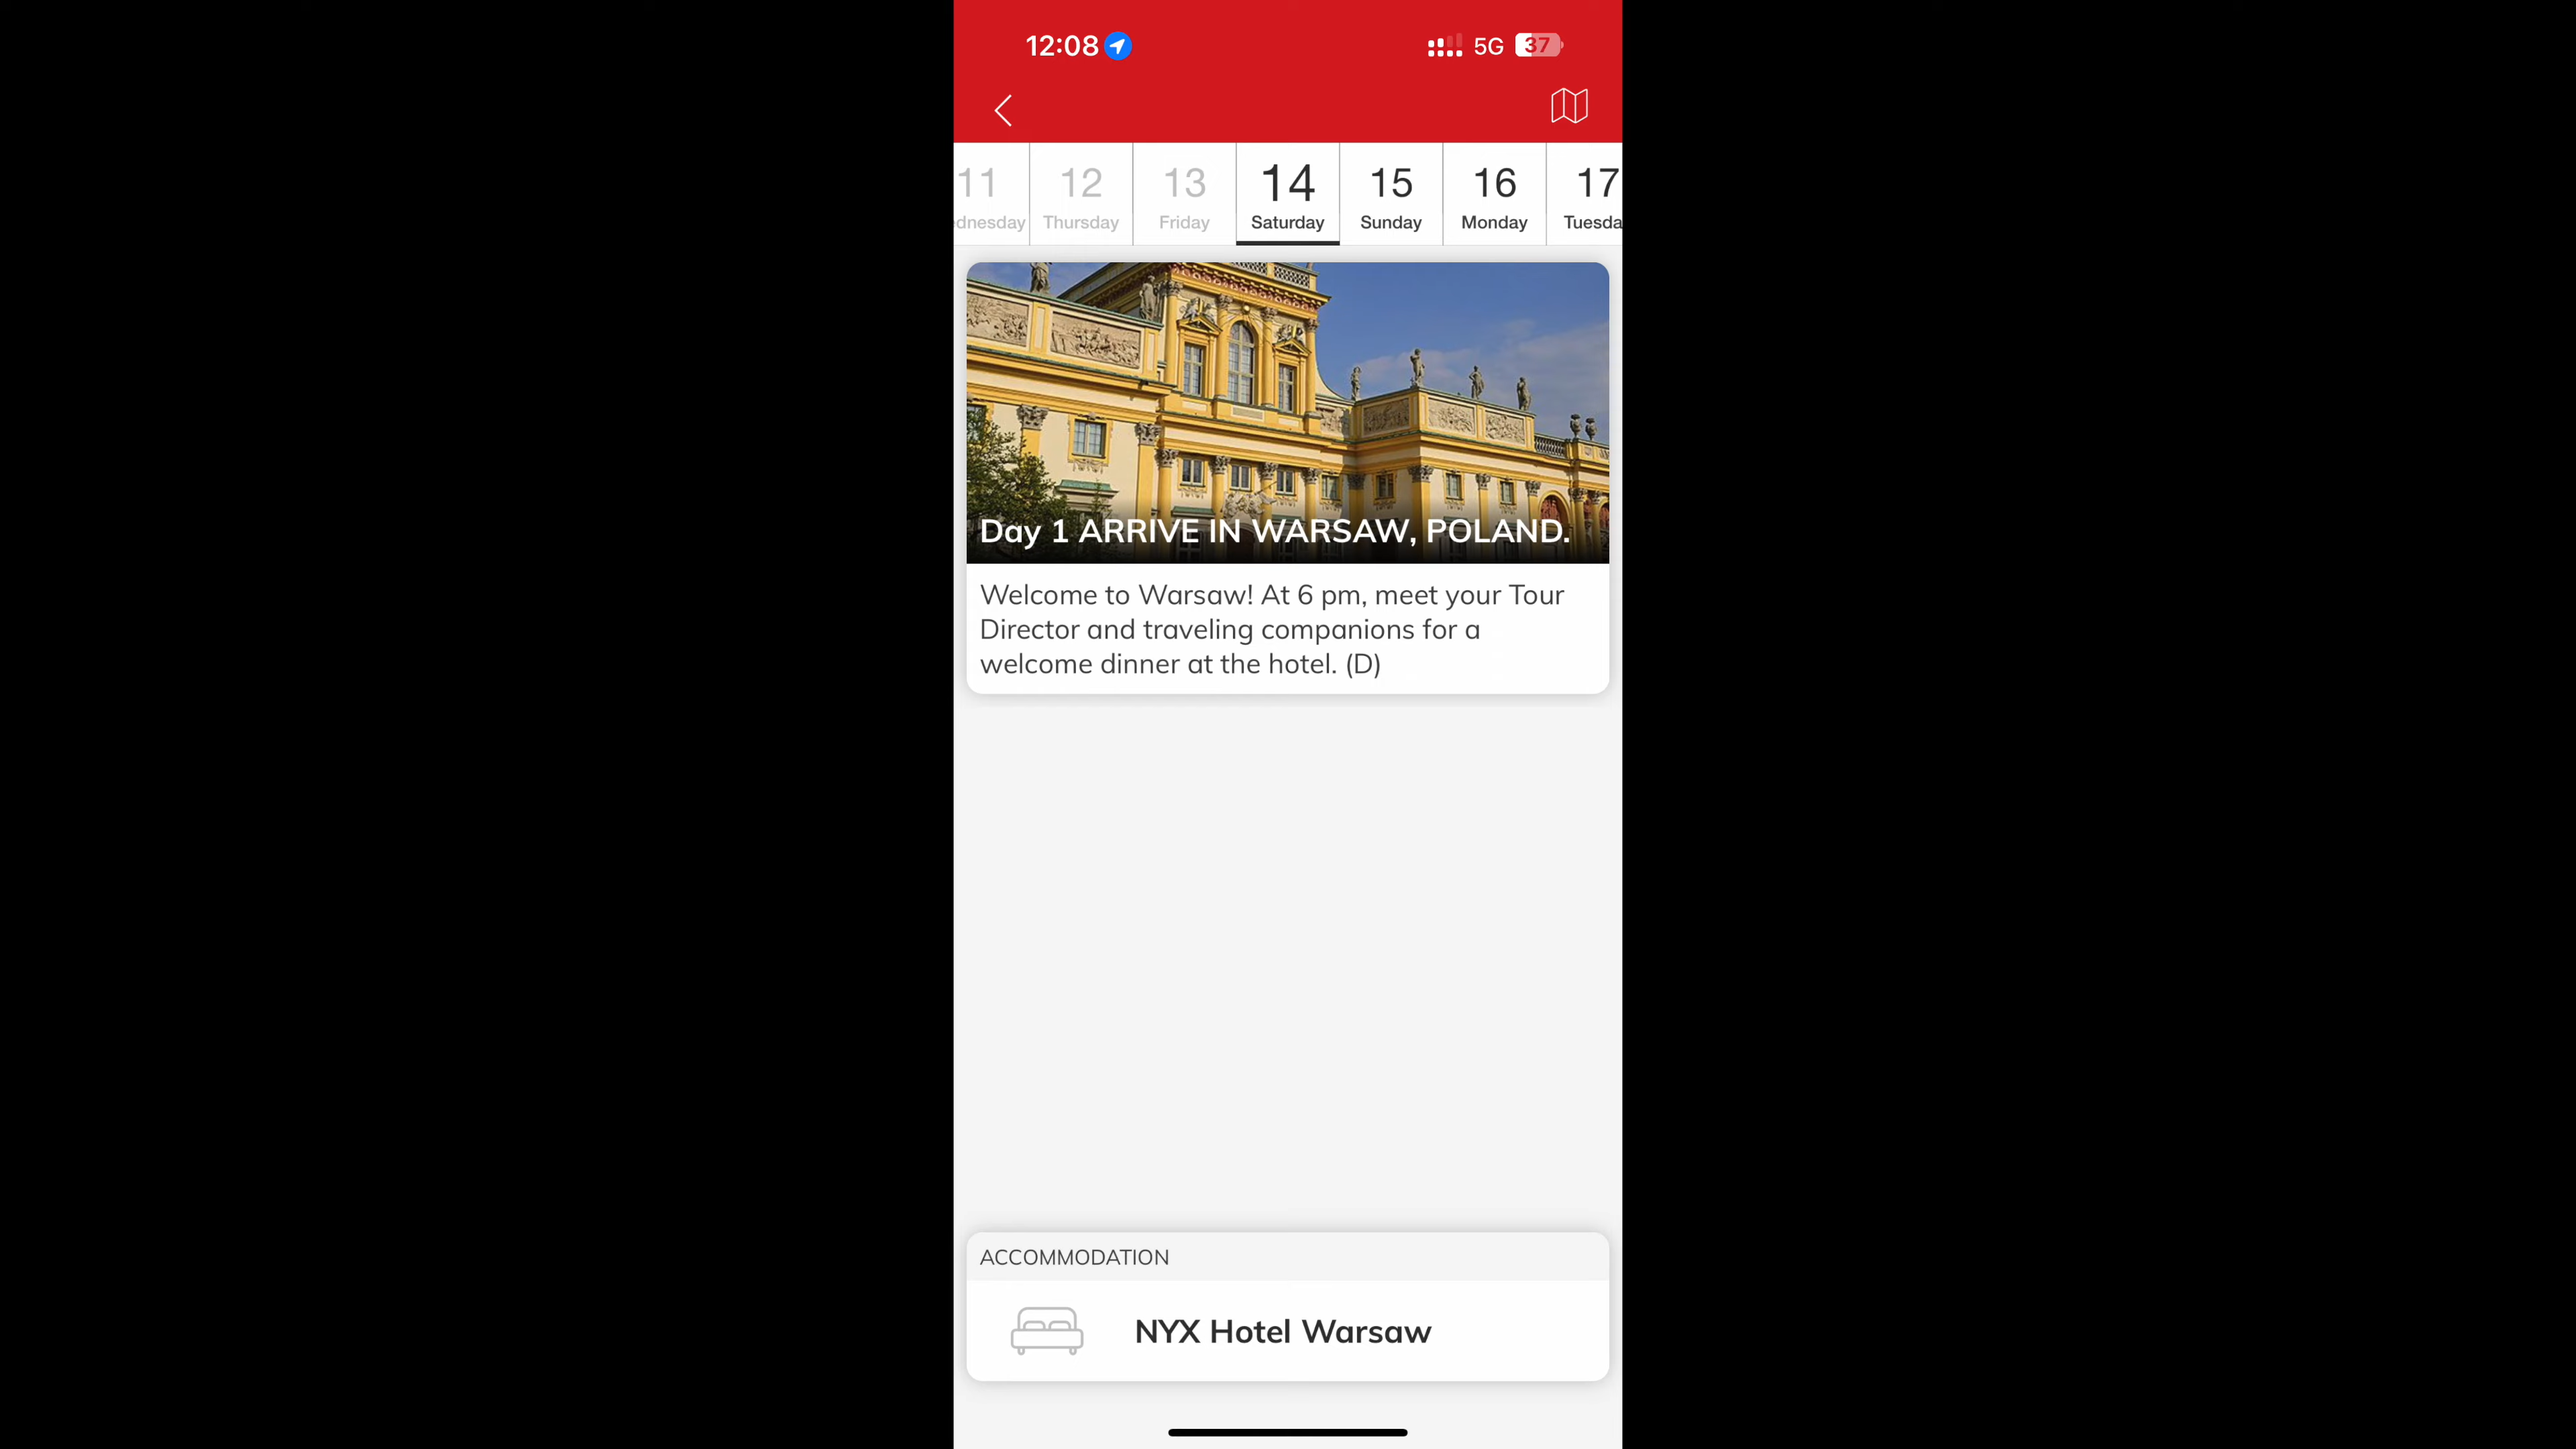 12:08
5G
37
11
12
13
14
15
16
17
dnesday
Thursday
Friday
Saturday
Sunday
Monday
Tuesda
Day 1 ARRIVE IN WARSAW, POLAND.
Welcome to Warsaw! At 6 pm, meet your Tour
Director and traveling companions for a
welcome dinner at the hotel. (D)
ACCOMMODATION
NYX Hotel Warsaw